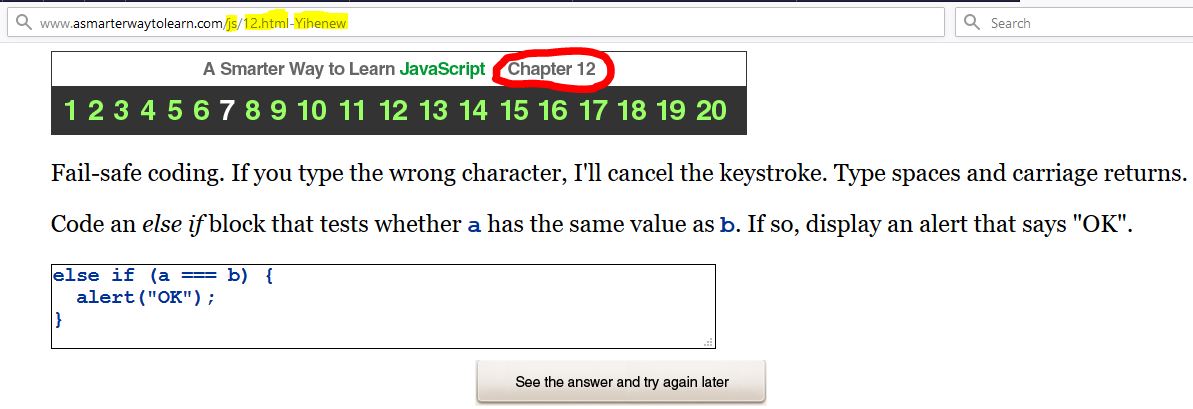 www.asmarterwaytolearn.com/js/12.html-Yihenew
Search
A Smarter Way to Learn JavaScript Chapter 12
1 2 3 4 5 6 7 8 9 10 11 12 13 14 15 16 17 18 19 20
Fail-safe coding. If you type the wrong character, I'll cancel the keystroke. Type spaces and carriage returns.
Code an else if block that tests whether a has the same value as b. If so, display an alert that says "OK".
else if (a === b) {
  alert("OK");
}
See the answer and try again later